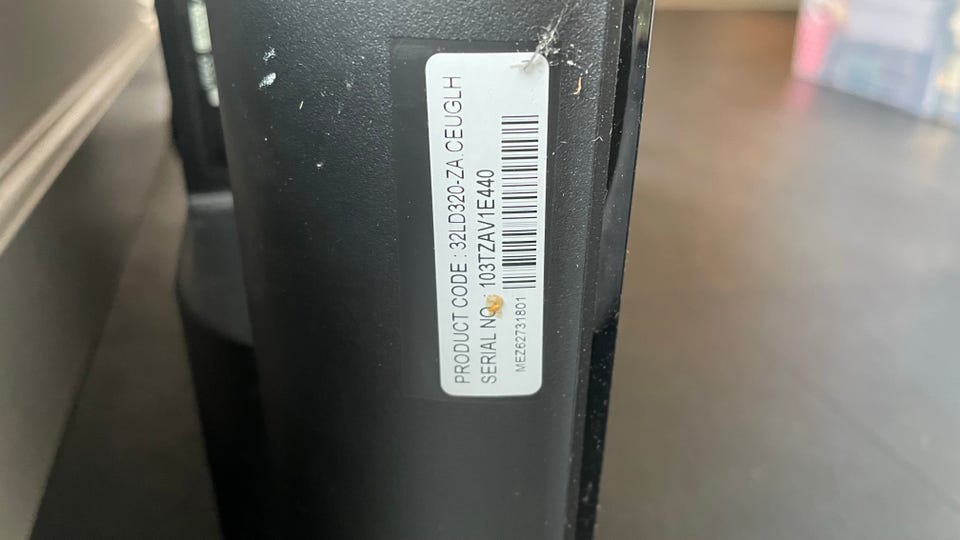 PRODUCT CODE : 32LD320-ZA.CEUGLH
SERIAL NO : 103TZAV1E440
MEZ62731801